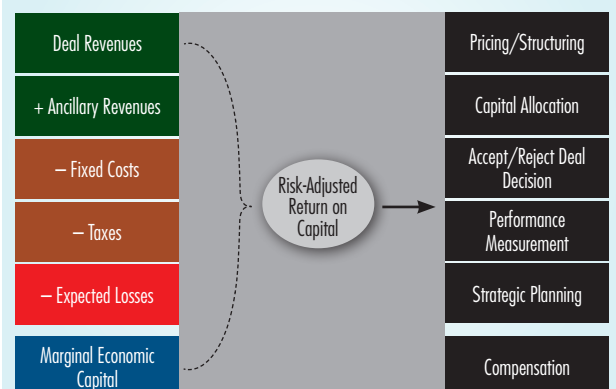 Deal Revenues
+ Ancillary Revenues
– Fixed Costs
– Taxes
– Expected Losses
Marginal Economic
Capital
Risk-Adjusted
Return on
Capital
Pricing/Structuring
Capital Allocation
Accept/Reject Deal
Decision
Performance
Measurement
Strategic Planning
Compensation